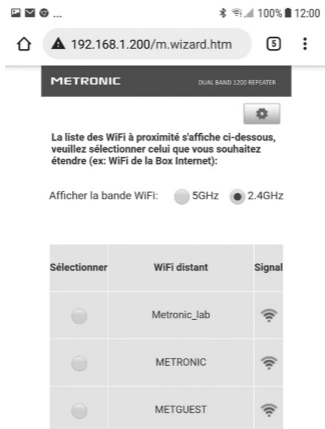 ... 100% 12:00
192.168.1.200/m.wizard.htm 5
METRONIC DUAL BAND 1200 REPEATER
La liste des WiFi à proximité s'affiche ci-dessous,
veuillez sélectionner celui que vous souhaitez
étendre (ex: WiFi de la Box Internet):
Afficher la bande WiFi: 5GHz 2.4GHz
Sélectionner WiFi distant Signal
Metronic_lab
METRONIC
METGUEST